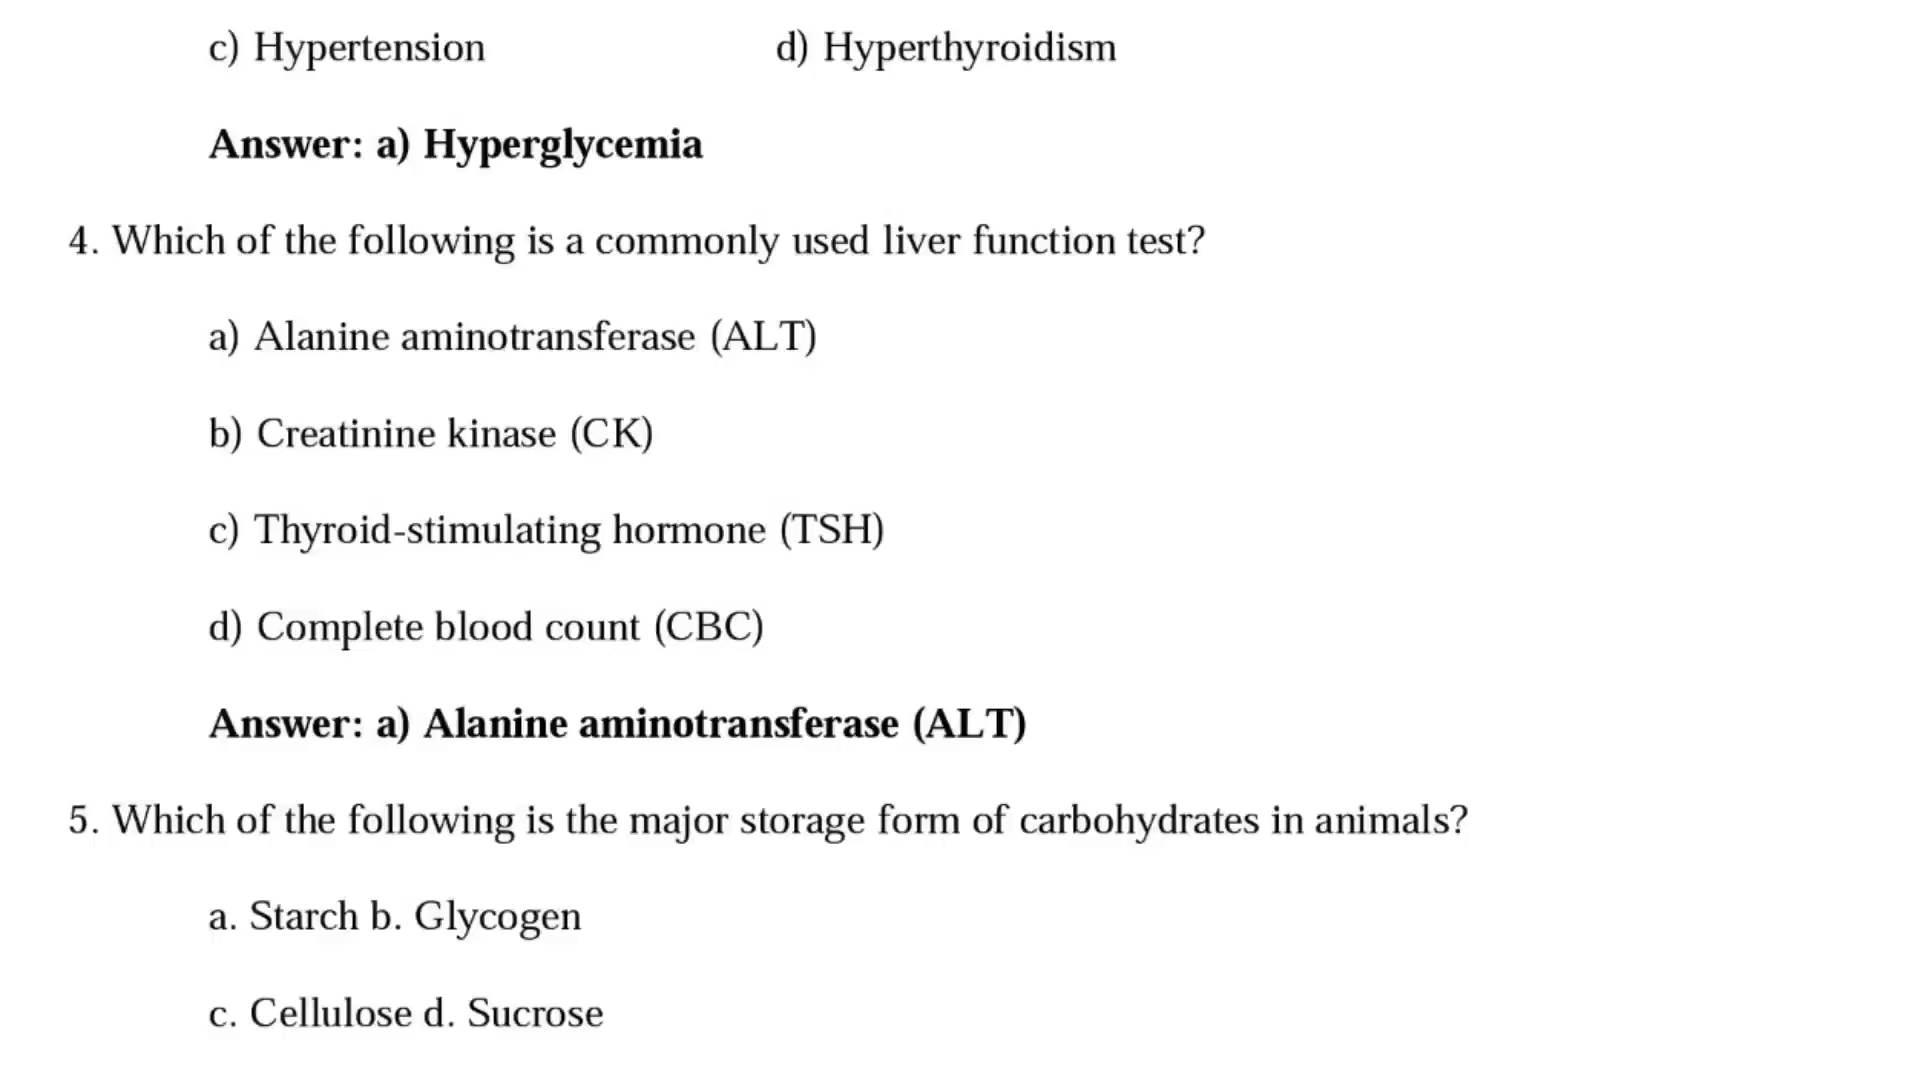 c) Hypertension d) Hyperthyroidism
Answer: a) Hyperglycemia
4. Which of the following is a commonly used liver function test?
a) Alanine aminotransferase (ALT)
b) Creatinine kinase (CK)
c) Thyroid-stimulating hormone (TSH)
d) Complete blood count (CBC)
Answer: a) Alanine aminotransferase (ALT)
5. Which of the following is the major storage form of carbohydrates in animals?
a. Starch b. Glycogen
c. Cellulose d. Sucrose